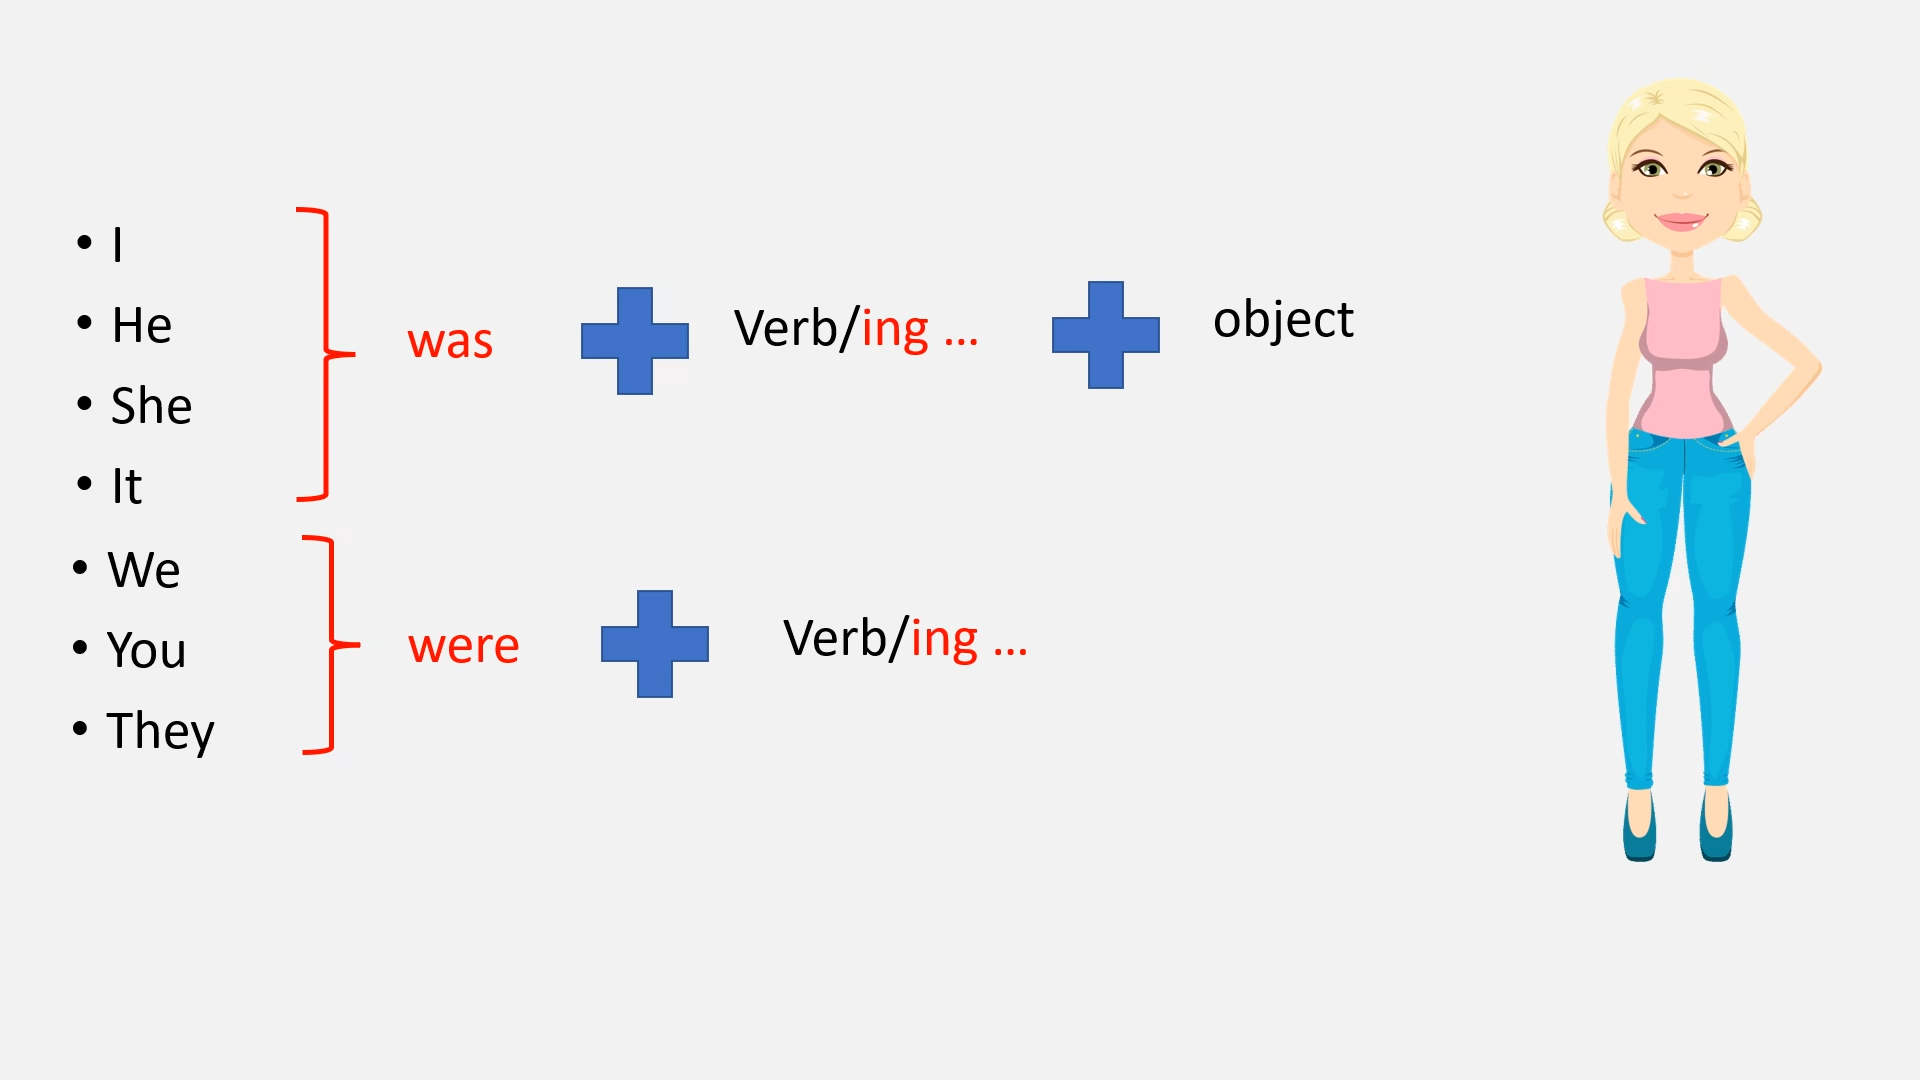 • I
• He
• She
• It
was
Verb/ing ...
object
• We
• You
• They
were
Verb/ing ...